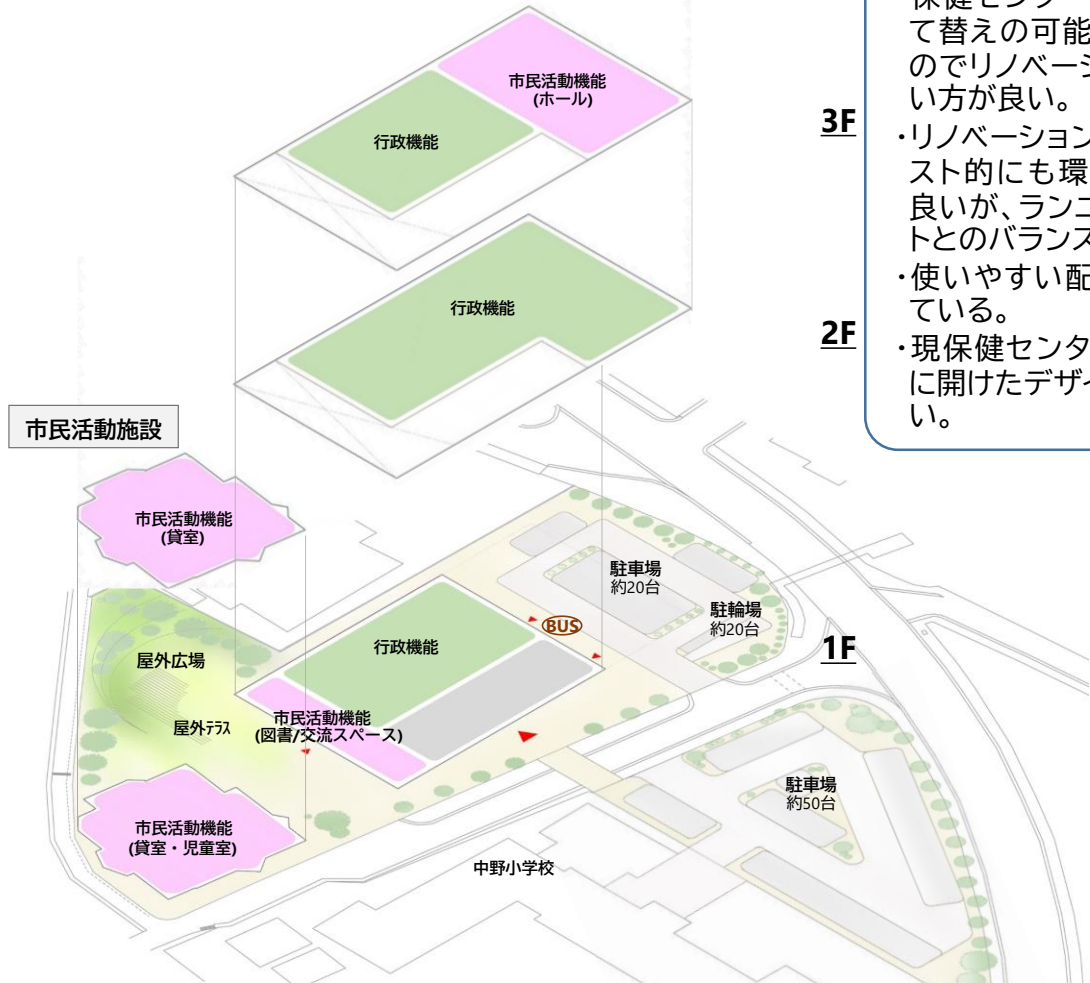 市民活動機能
(ホール)
行政機能
3F
行政機能
2F
市民活動施設
市民活動機能
(貸室)
駐車場
約20台
駐輪場
約20台
BUS
1F
行政機能
屋外広場
屋外テラス
市民活動機能
(図書/交流スペース)
駐車場
約50台
市民活動機能
(貸室・児童室)
中野小学校
て替えの可能
のでリノベーシ
い方が良い。
・リノベーション
スト的にも環
良いが、ランニ
トとのバランス
・使いやすい配
ている。
・現保健センタ
に開けたデザイ
い。